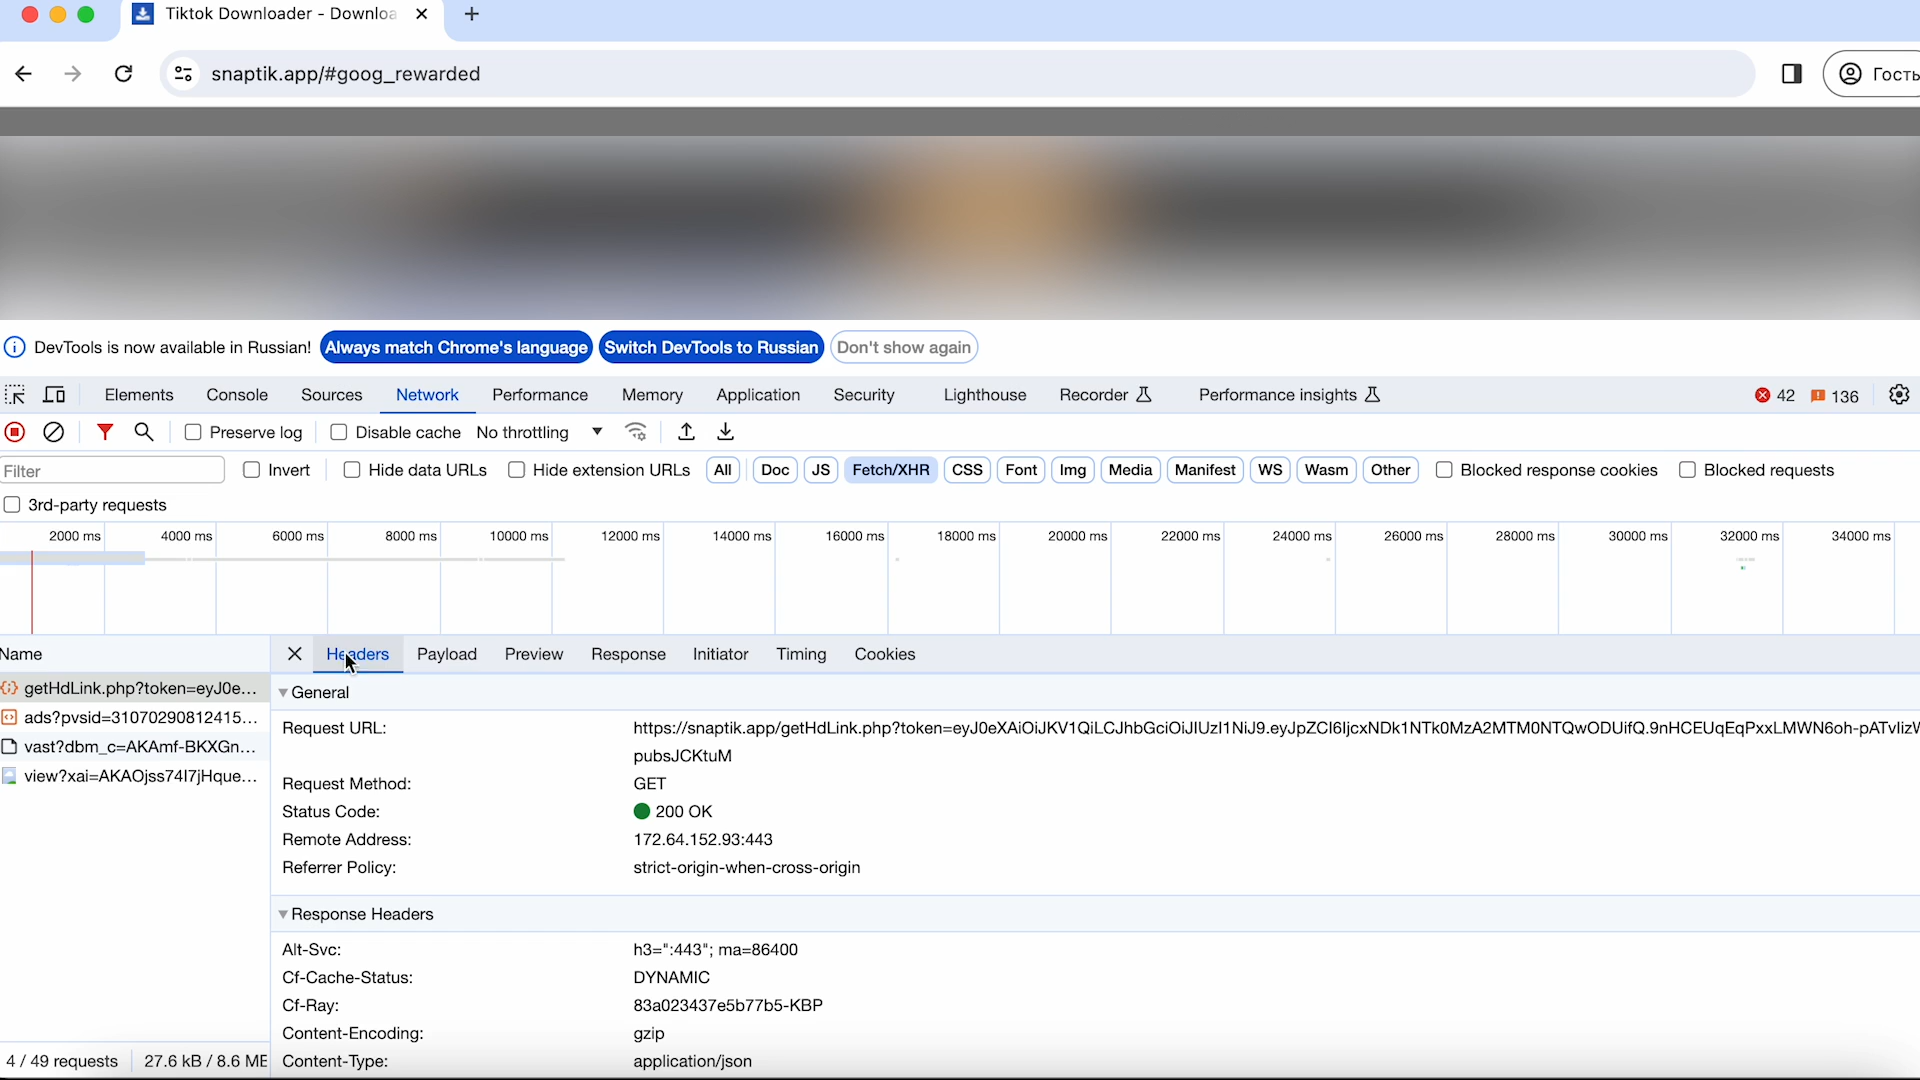 Tiktok Downloader - Downloa
snaptik.app/#goog_rewarded
Гость
DevTools is now available in Russian! Always match Chrome's language Switch DevTools to Russian Don't show again
Elements Console Sources Network Performance Memory Application Security Lighthouse Recorder Performance insights 42 136
Preserve log Disable cache No throttling
Filter Invert Hide data URLs Hide extension URLs All Doc JS Fetch/XHR CSS Font Img Media Manifest WS Wasm Other Blocked response cookies Blocked requests
3rd-party requests
2000 ms 4000 ms 6000 ms 8000 ms 10000 ms 12000 ms 14000 ms 16000 ms 18000 ms 20000 ms 22000 ms 24000 ms 26000 ms 28000 ms 30000 ms 32000 ms 34000 ms
Name Headers Payload Preview Response Initiator Timing Cookies
getHdLink.php?token=eyJ0e...
ads?pvsid=31070290812415...
vast?dbm_c=AKAmf-BKXGn...
view?xai=AKAOjss74I7jHque...
General
Request URL: https://snaptik.app/getHdLink.php?token=eyJ0eXAiOiJKV1QiLCJhbGciOiJIUzI1NiJ9.eyJpZCI6IjcxNDk1NTk0MzA2MTM0NTQwODUifQ.9nHCEUqEqPxxLMWN6oh-pATvlizV
pubsJCKtuM
Request Method: GET
Status Code: 200 OK
Remote Address: 172.64.152.93:443
Referrer Policy: strict-origin-when-cross-origin
Response Headers
Alt-Svc: h3=":443"; ma=86400
Cf-Cache-Status: DYNAMIC
Cf-Ray: 83a023437e5b77b5-KBP
Content-Encoding: gzip
Content-Type: application/json
4 / 49 requests 27.6 kB / 8.6 ME